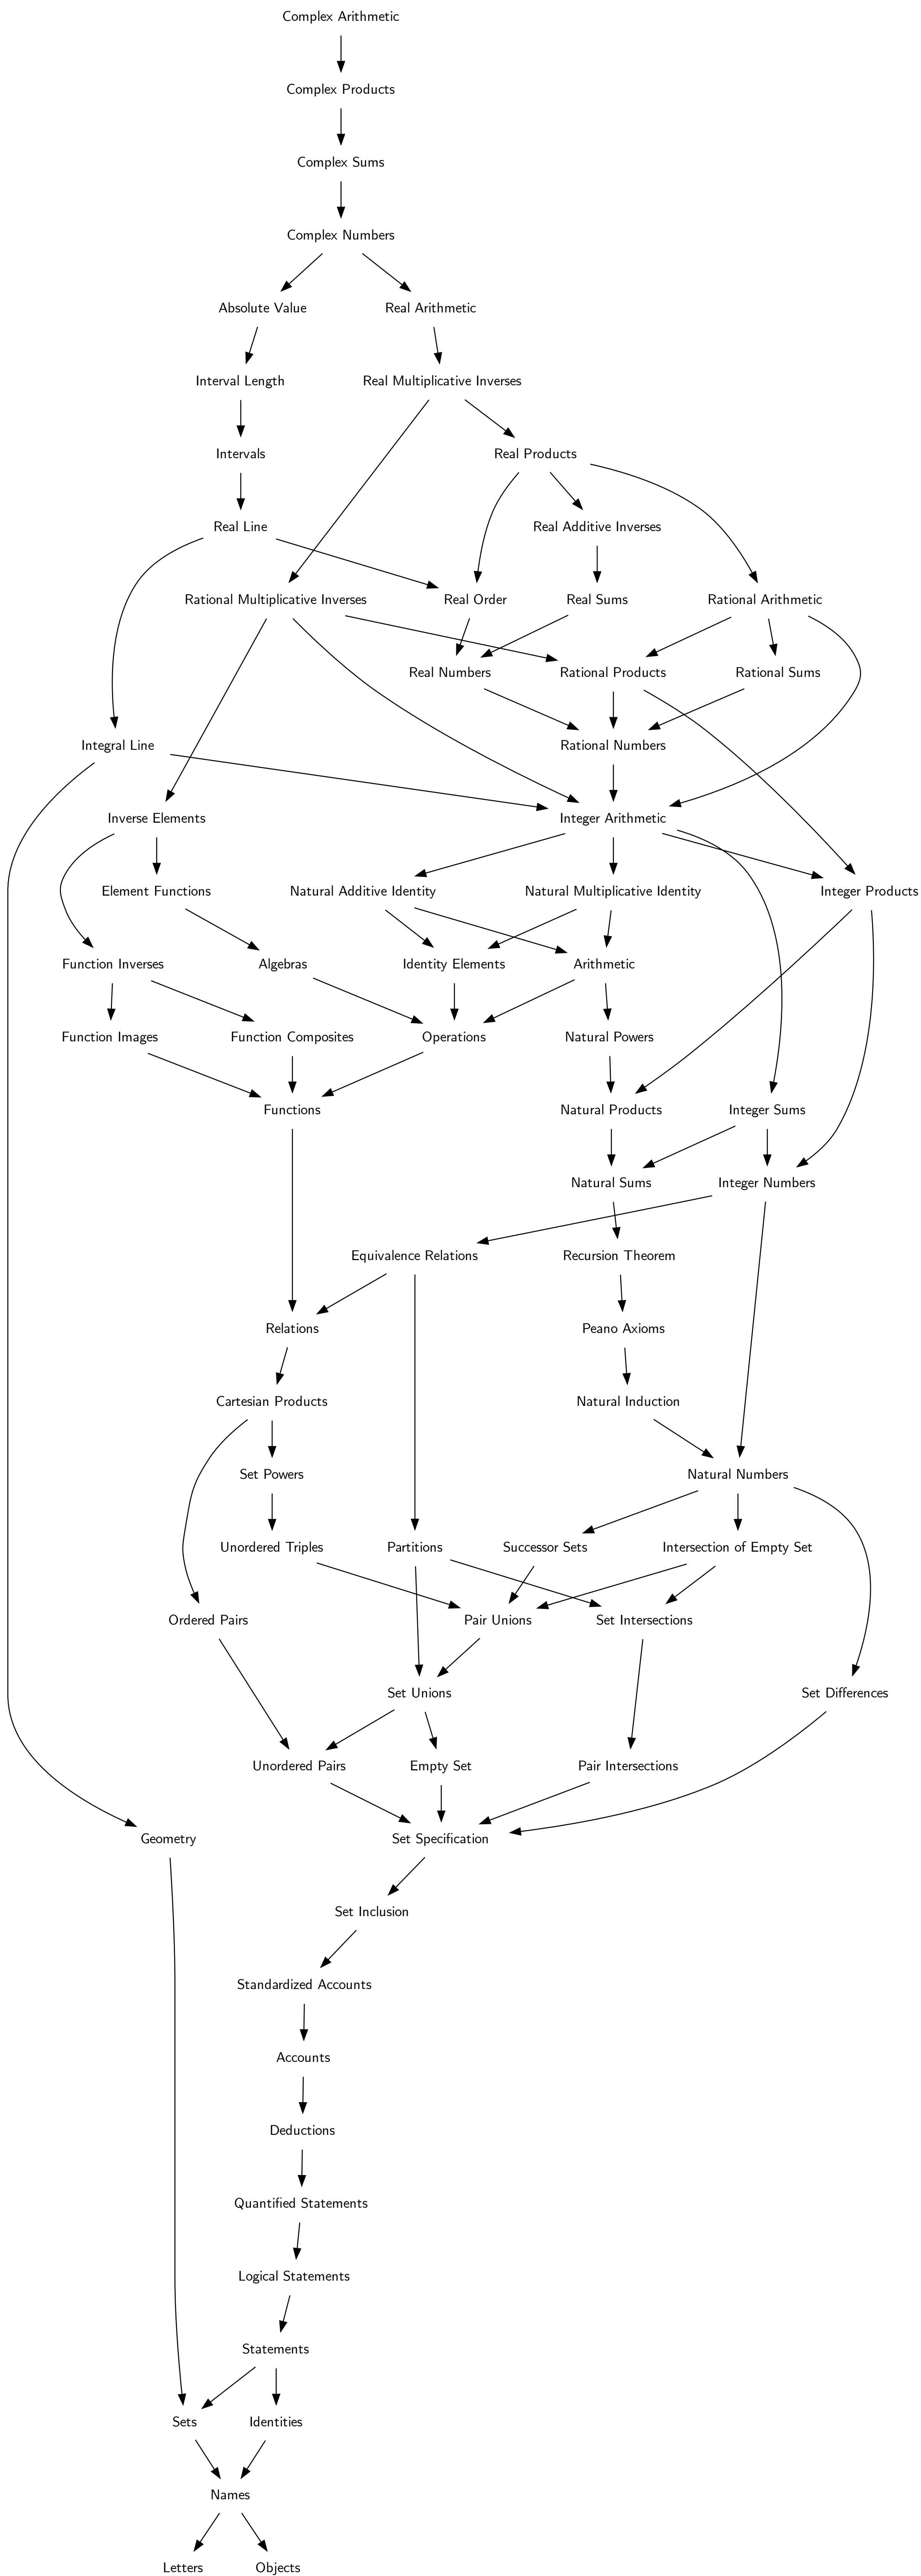 Complex Arithmetic
Complex Products
Complex Sums
Complex Numbers
Absolute Value
Real Arithmetic
Interval Length
Real Multiplicative Inverses
Intervals
Real Products
Real Line
Real Additive Inverses
Rational Multiplicative Inverses
Real Order
Real Sums
Rational Arithmetic
Real Numbers
Rational Products
Rational Sums
Integral Line
Rational Numbers
Inverse Elements
Integer Arithmetic
Element Functions
Natural Additive Identity
Natural Multiplicative Identity
Integer Products
Function Inverses
Algebras
Identity Elements
Arithmetic
Function Images
Function Composites
Operations
Natural Powers
Functions
Natural Products
Integer Sums
Natural Sums
Integer Numbers
Equivalence Relations
Recursion Theorem
Relations
Peano Axioms
Cartesian Products
Natural Induction
Set Powers
Natural Numbers
Unordered Triples
Partitions
Successor Sets
Intersection of Empty Set
Ordered Pairs
Pair Unions
Set Intersections
Set Unions
Set Differences
Unordered Pairs
Empty Set
Pair Intersections
Geometry
Set Specification
Set Inclusion
Standardized Accounts
Accounts
Deductions
Quantified Statements
Logical Statements
Statements
Sets
Identities
Names
Letters
Objects